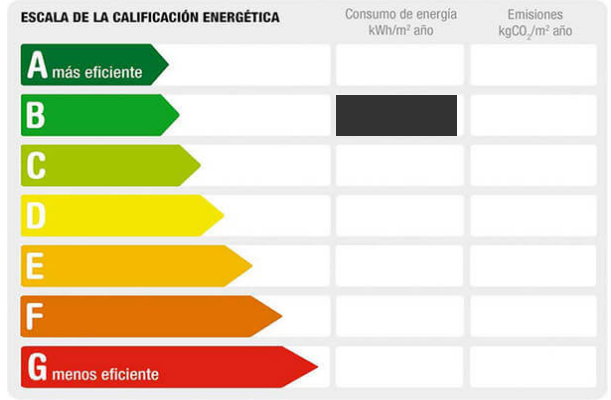 ESCALA DE LA CALIFICACIÓN ENERGÉTICA
Consumo de energía
kWh/m² año
Emisiones
kgCO₂/m² año
A más eficiente
B
C
D
E
F
G menos eficiente